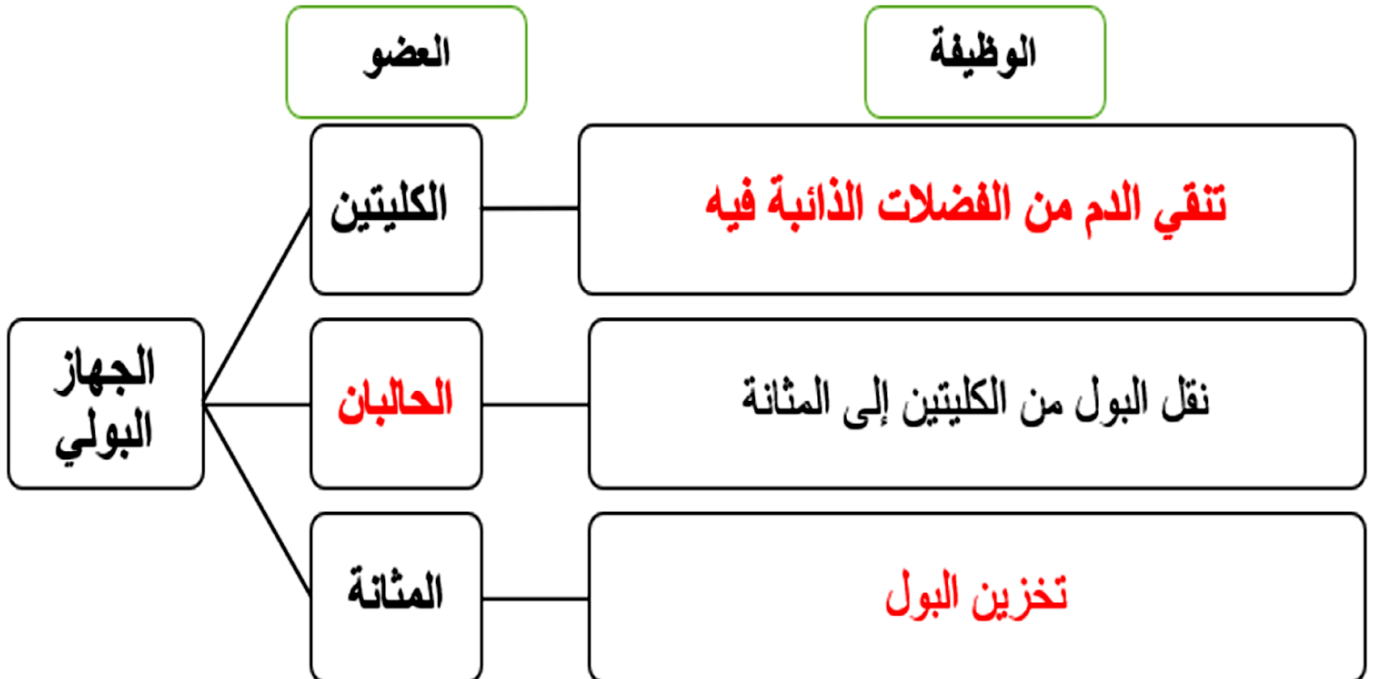 العضو
الوظيفة
الكليتين
تنقي الدم من الفضلات الذائبة فيه
الجهاز
البولي
الحالبان
نقل البول من الكليتين إلى المثانة
المثانة
تخزين البول